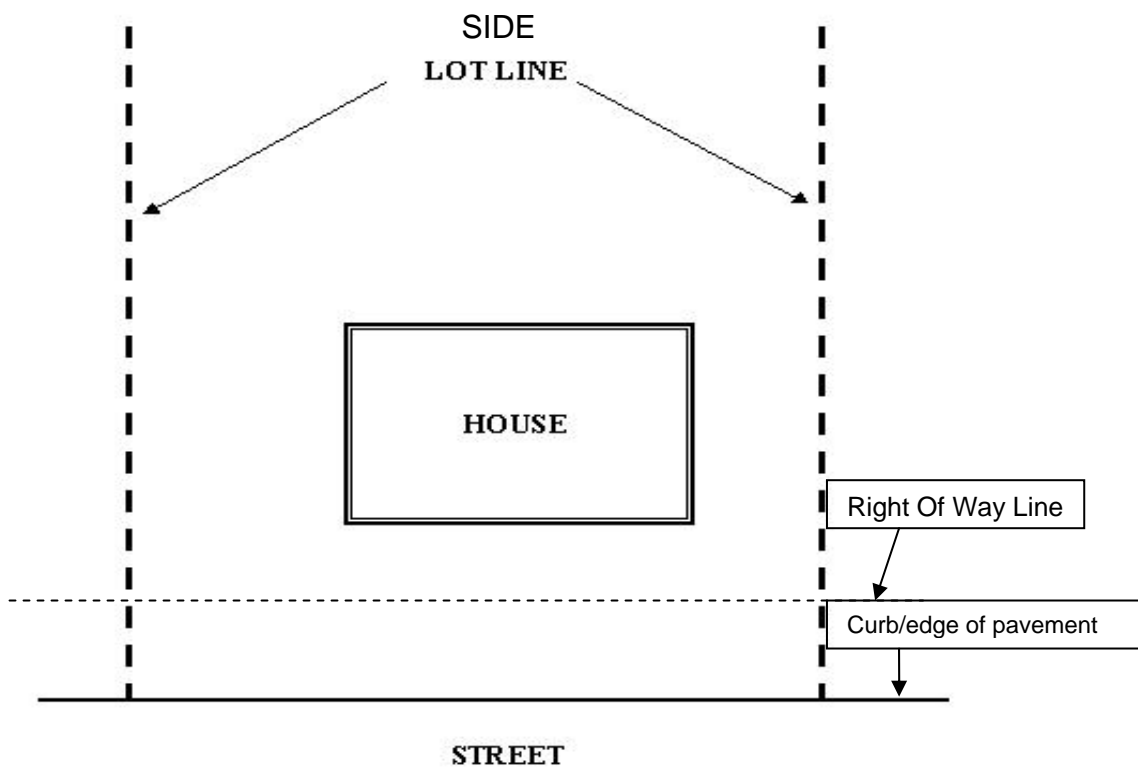 SIDE
LOT LINE
HOUSE
Right Of Way Line
Curb/edge of pavement
STREET